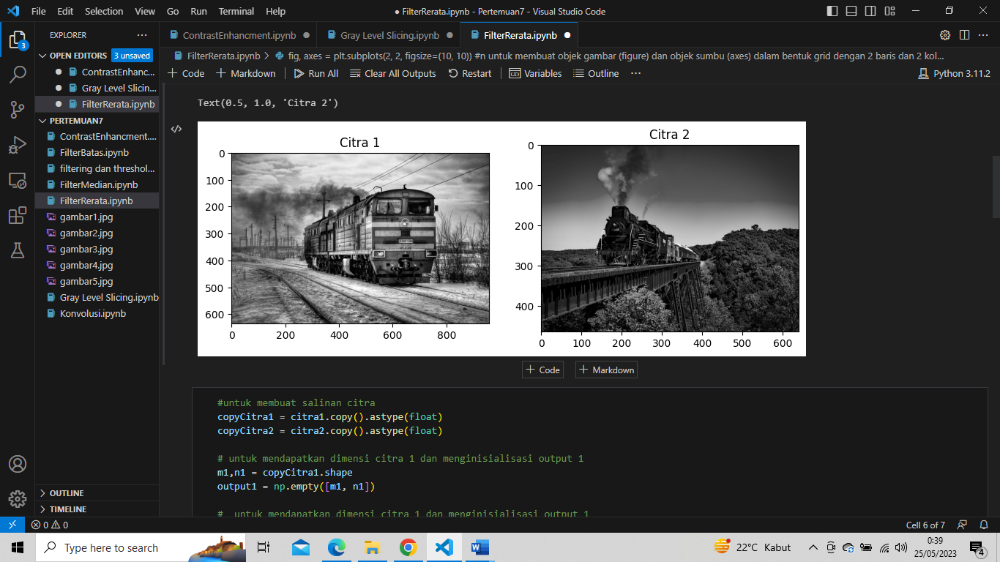 File Edit Selection View Go Run Terminal Help
● FilterRerata.ipynb - Pertemuan7 - Visual Studio Code
EXPLORER ···
OPEN EDITORS 3 unsaved
ContrastEnhanc...
Gray Level Slicin...
FilterRerata.ipynb
PERTEMUAN7
ContrastEnhancment....
FilterBatas.ipynb
filtering dan threshol...
FilterMedian.ipynb
FilterRerata.ipynb
gambar1.jpg
gambar2.jpg
gambar3.jpg
gambar4.jpg
gambar5.jpg
Gray Level Slicing.ipynb
Konvolusi.ipynb
OUTLINE
TIMELINE
3
ContrastEnhancment.ipynb ● Gray Level Slicing.ipynb ● FilterRerata.ipynb ●
FilterRerata.ipynb > fig, axes = plt.subplots(2, 2, figsize=(10, 10)) #n untuk membuat objek gambar (figure) dan objek sumbu (axes) dalam bentuk grid dengan 2 baris dan 2 kol...
+ Code + Markdown Run All Clear All Outputs Restart Variables Outline ··· Python 3.11.2
Text(0.5, 1.0, 'Citra 2')
Citra 1
0
100
200
300
400
500
600
0 200 400 600 800
Citra 2
0
100
200
300
400
0 100 200 300 400 500 600
+ Code + Markdown
#untuk membuat salinan citra
copyCitra1 = citra1.copy().astype(float)
copyCitra2 = citra2.copy().astype(float)
# untuk mendapatkan dimensi citra 1 dan menginisialisasi output 1
m1,n1 = copyCitra1.shape
output1 = np.empty([m1, n1])
#  untuk mendapatkan dimensi citra 1 dan menginisialisasi output 1
0 0
Cell 6 of 7
Type here to search
22°C Kabut
0:39
25/05/2023
4